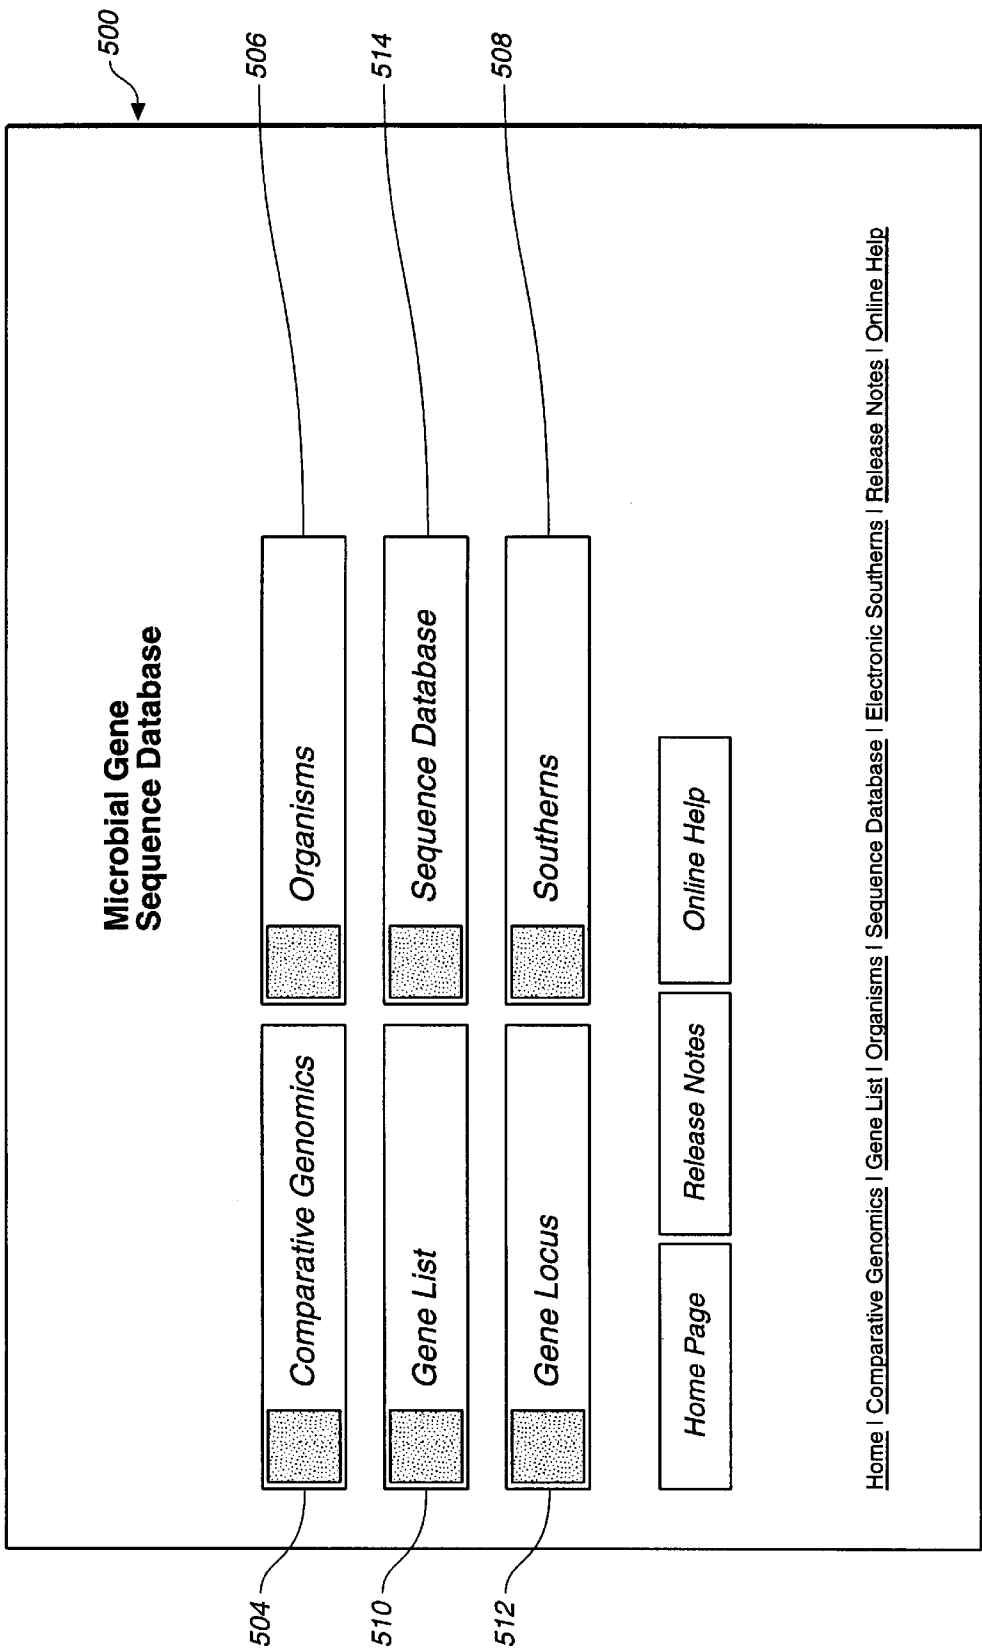 500
Microbial Gene
Sequence Database
504
Comparative Genomics
Organisms
506
510
Gene List
Sequence Database
514
512
Gene Locus
Southerns
508
Home Page
Release Notes
Online Help
Home | Comparative Genomics | Gene List | Organisms | Sequence Database | Electronic Southerns | Release Notes | Online Help